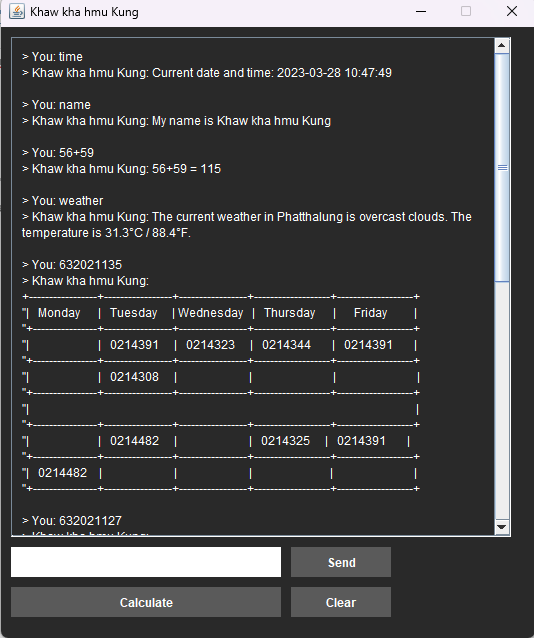 Khaw kha hmu Kung
> You: time
> Khaw kha hmu Kung: Current date and time: 2023-03-28 10:47:49
> You: name
> Khaw kha hmu Kung: My name is Khaw kha hmu Kung
> You: 56+59
> Khaw kha hmu Kung: 56+59 = 115
> You: weather
> Khaw kha hmu Kung: The current weather in Phatthalung is overcast clouds. The
temperature is 31.3°C / 88.4°F.
> You: 632021135
> Khaw kha hmu Kung:
+-----------------+-----------------+------------------+-------------------+-------------------+
"| Monday | Tuesday |Wednesday | Thursday | Friday |
"+-----------------+-----------------+------------------+-------------------+-------------------+
"| | 0214391 | 0214323 | 0214344 | 0214391 |
"+-----------------+-----------------+------------------+-------------------+-------------------+
"| | 0214308 | | | |
"+-----------------+-----------------+------------------+-------------------+-------------------+
"| |
"+-----------------+-----------------+------------------+-------------------+-------------------+
"| | 0214482 | | 0214325 | 0214391 |
"+-----------------+-----------------+------------------+-------------------+-------------------+
"| 0214482 | | | | |
"+-----------------+-----------------+------------------+-------------------+-------------------+
> You: 632021127
> Khaw kha hmu Kung:
Send
Calculate Clear